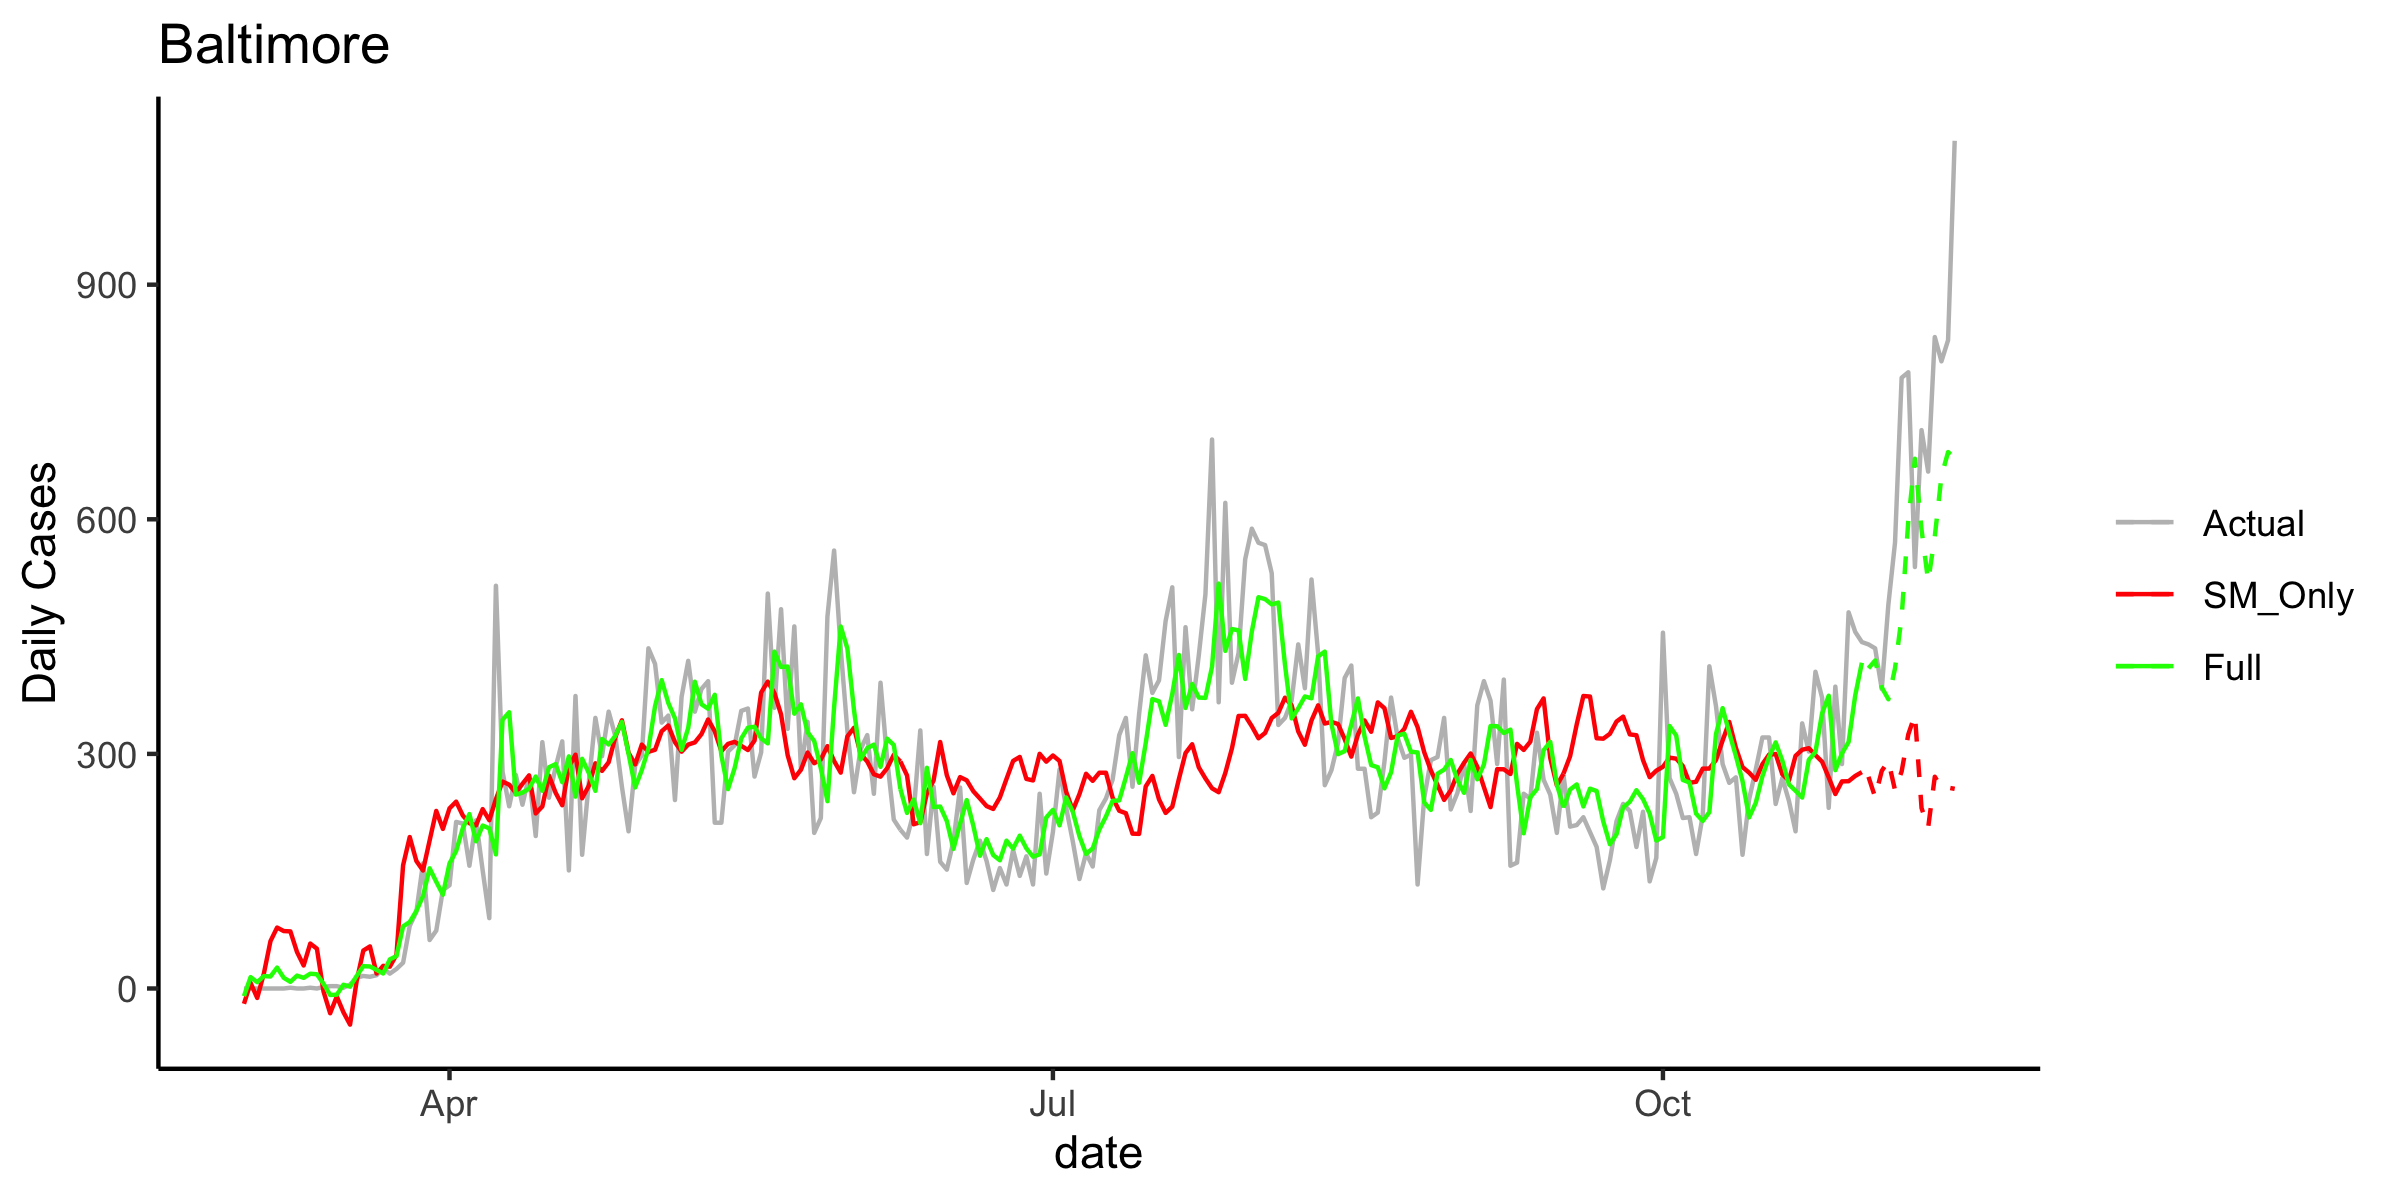 Baltimore
Daily Cases
900
600
300
0
Apr
Jul
Oct
date
Actual
SM_Only
Full